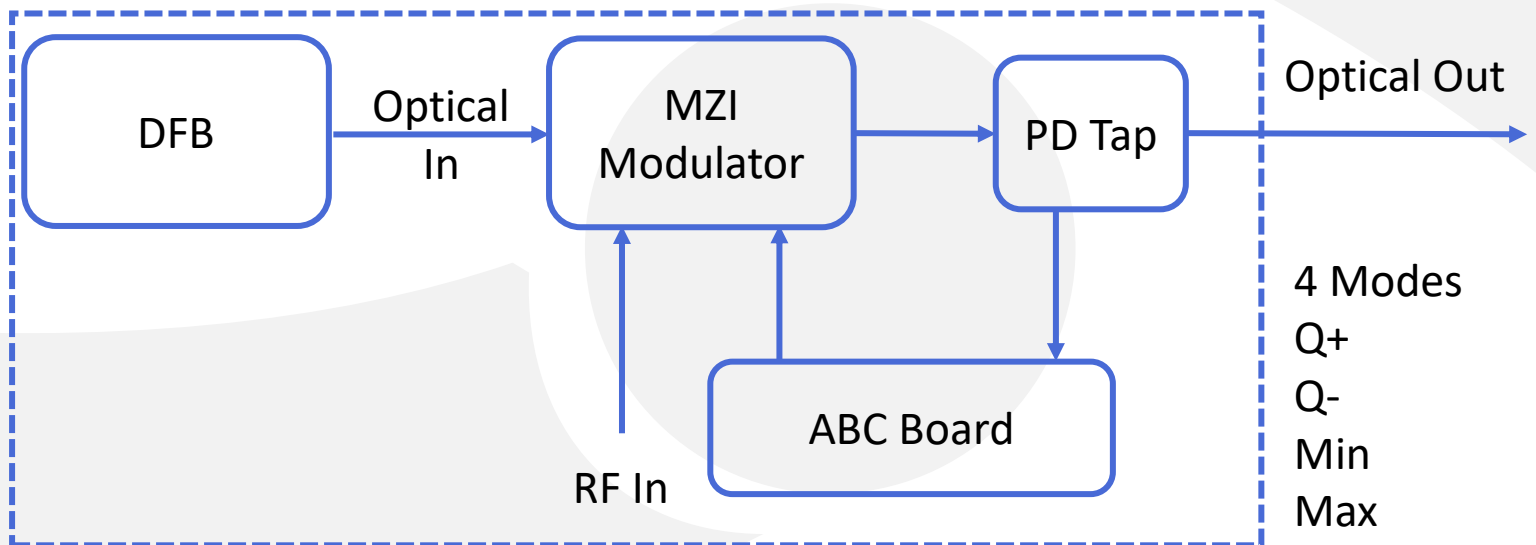 DFB
Optical
In
MZI
Modulator
PD Tap
Optical Out
RF In
ABC Board
4 Modes
Q+
Q-
Min
Max